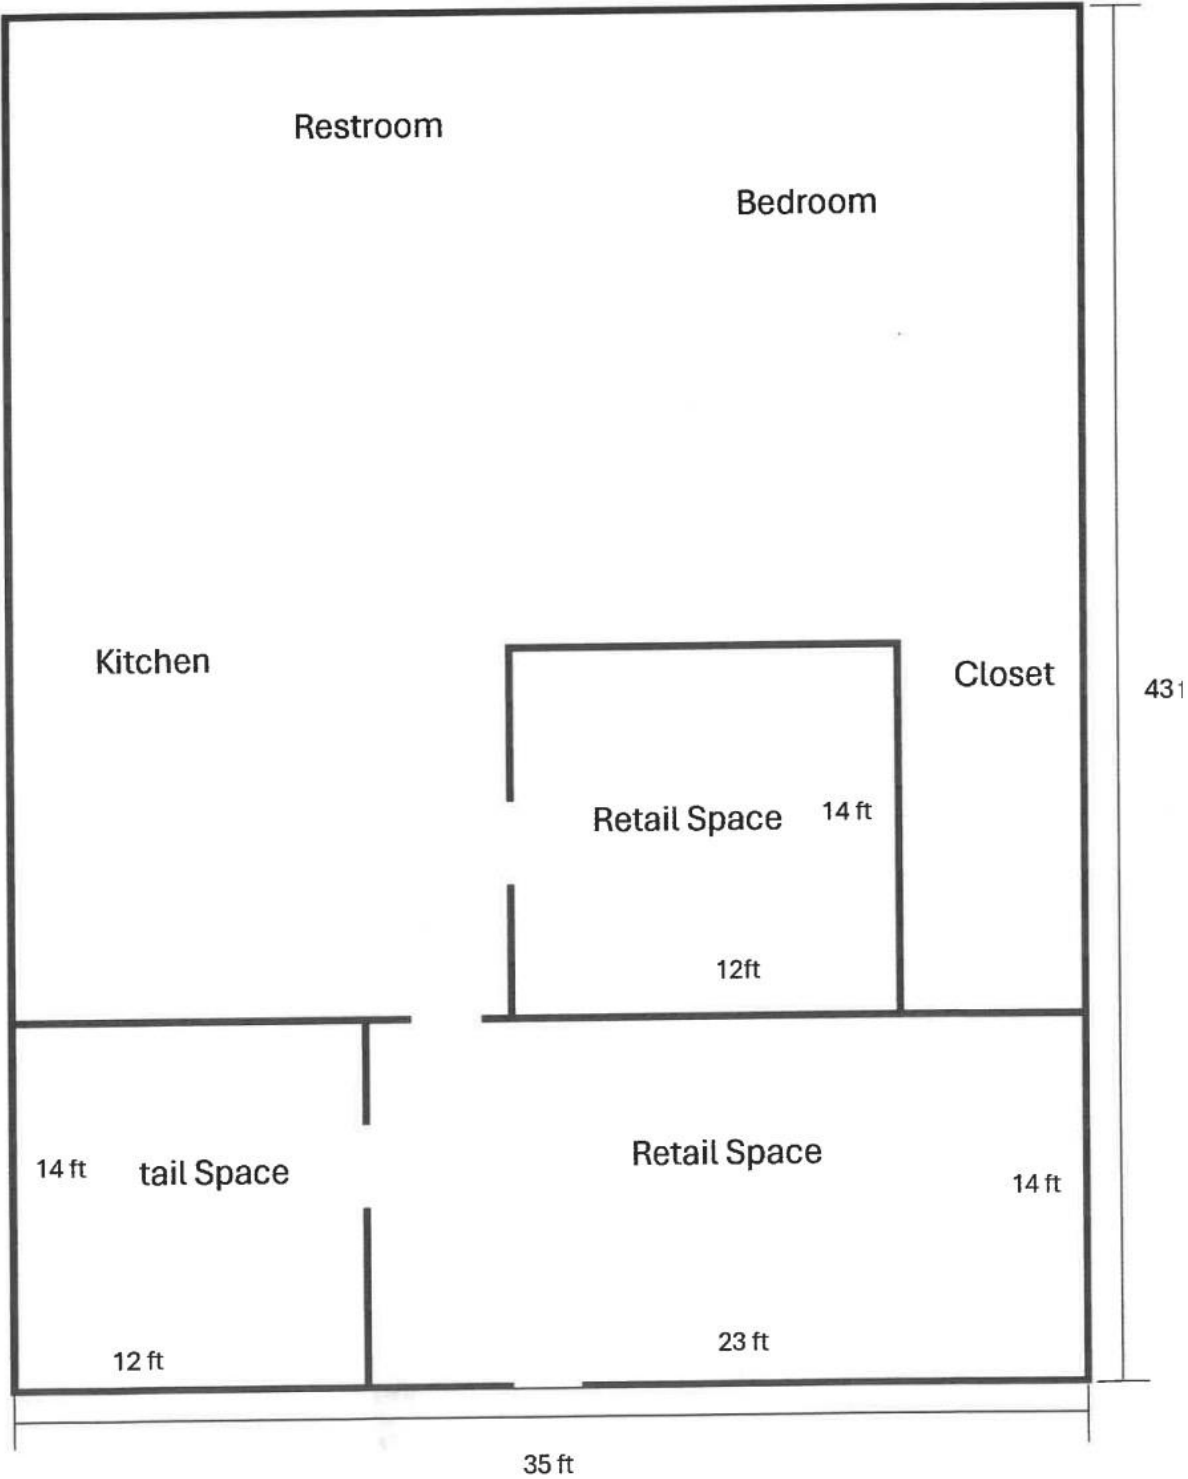 Restroom
Bedroom
Kitchen
Closet
43 f
Retail Space
14 ft
12ft
Retail Space
14 ft
tail Space
14 ft
23 ft
12 ft
35 ft